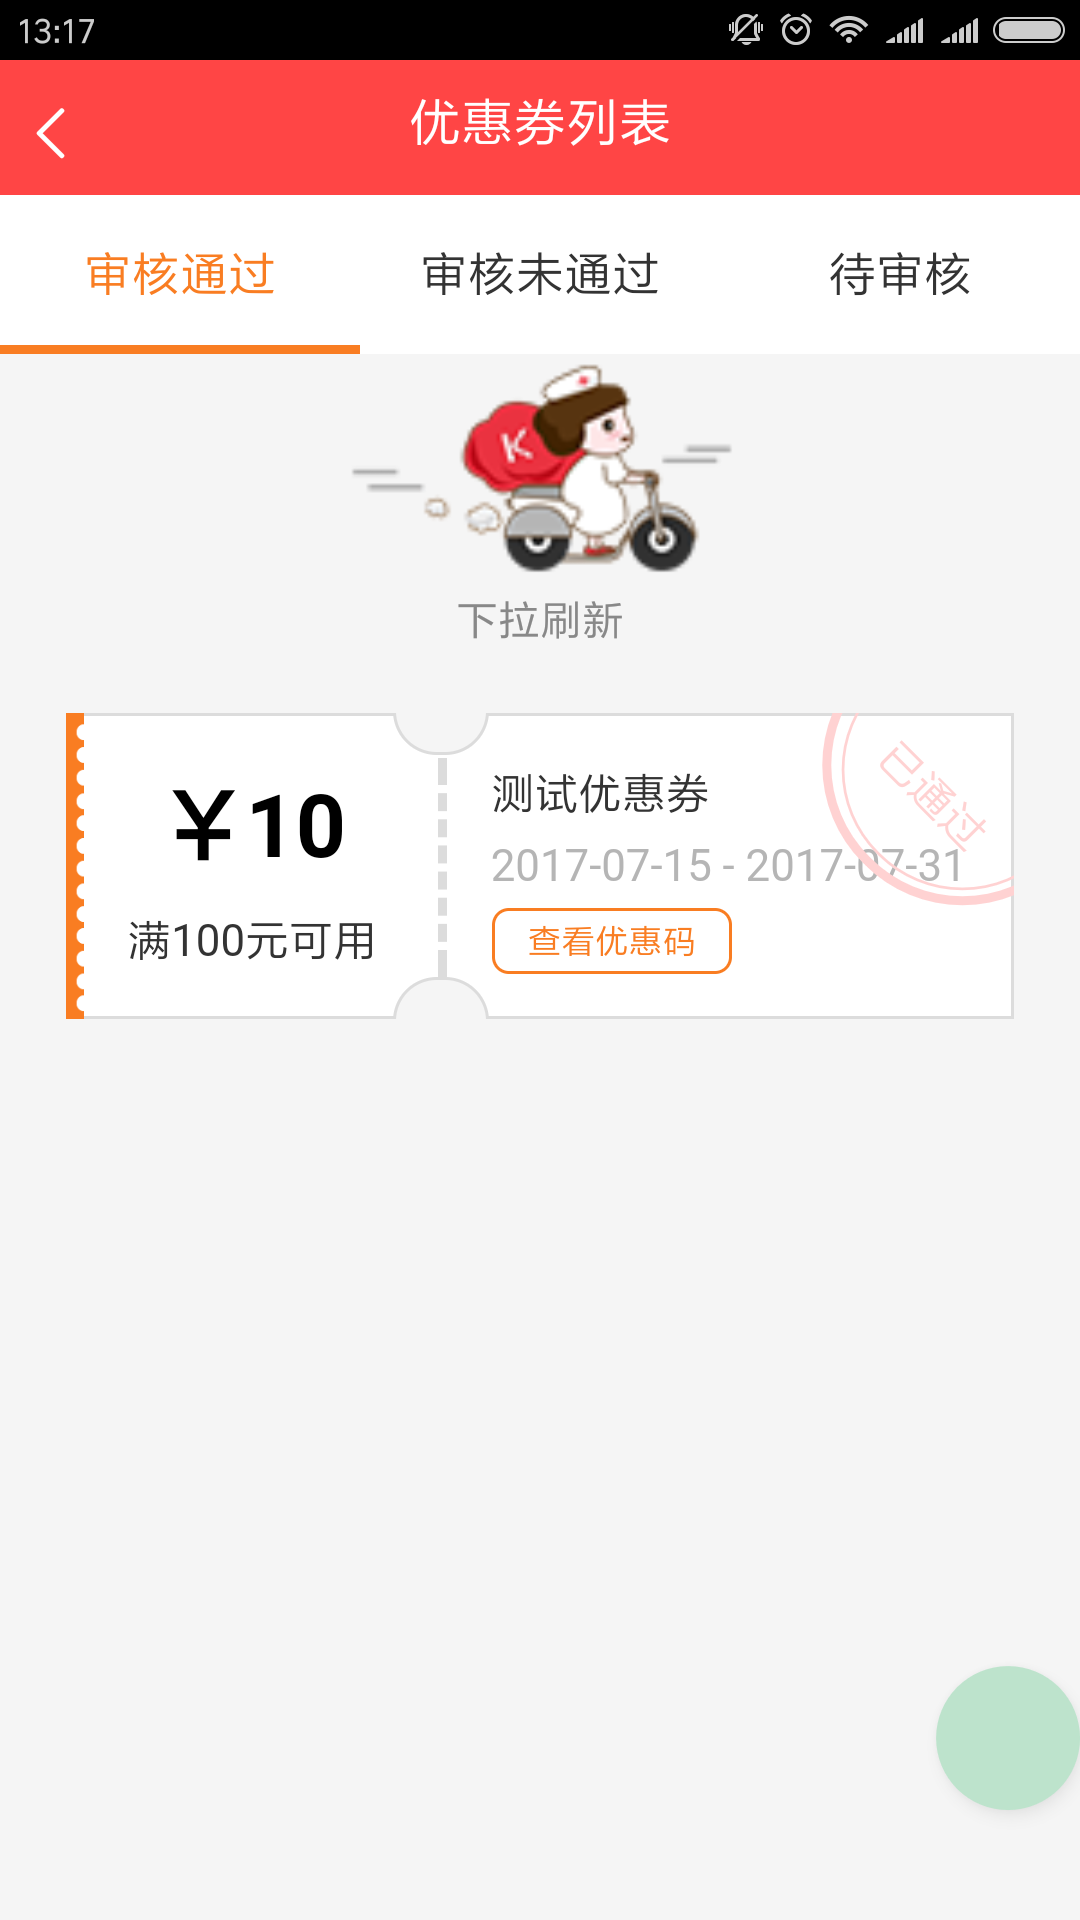 13:17
优惠券列表
审核通过 审核未通过 待审核
K
下拉刷新
¥10
满100元可用
测试优惠券
2017-07-15 - 2017-07-31
查看优惠码
已通过